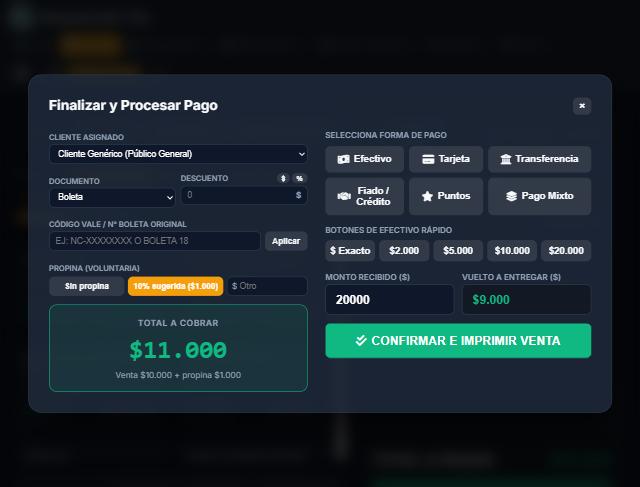 Finalizar y Procesar Pago
CLIENTE ASIGNADO
Cliente Genérico (Público General)
DOCUMENTO
Boleta
DESCUENTO
$ %
0 $
CÓDIGO VALE / N° BOLETA ORIGINAL
EJ: NC-XXXXXXXX O BOLETA 18
Aplicar
PROPINA (VOLUNTARIA)
Sin propina
10% sugerida ($1.000)
$ Otro
TOTAL A COBRAR
$11.000
Venta $10.000 + propina $1.000
SELECCIONA FORMA DE PAGO
Efectivo
Tarjeta
Transferencia
Fiado /
Crédito
Puntos
Pago Mixto
BOTONES DE EFECTIVO RÁPIDO
$ Exacto
$2.000
$5.000
$10.000
$20.000
MONTO RECIBIDO ($)
20000
VUELTO A ENTREGAR ($)
$9.000
CONFIRMAR E IMPRIMIR VENTA